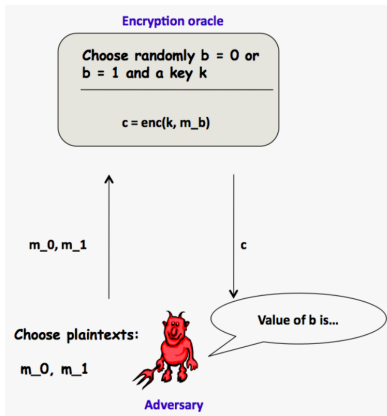 Encryption oracle
Choose randomly b = 0 or
b = 1 and a key k
c = enc(k, m_b)
m_0, m_1
c
Value of b is...
Choose plaintexts:
m_0, m_1
Adversary